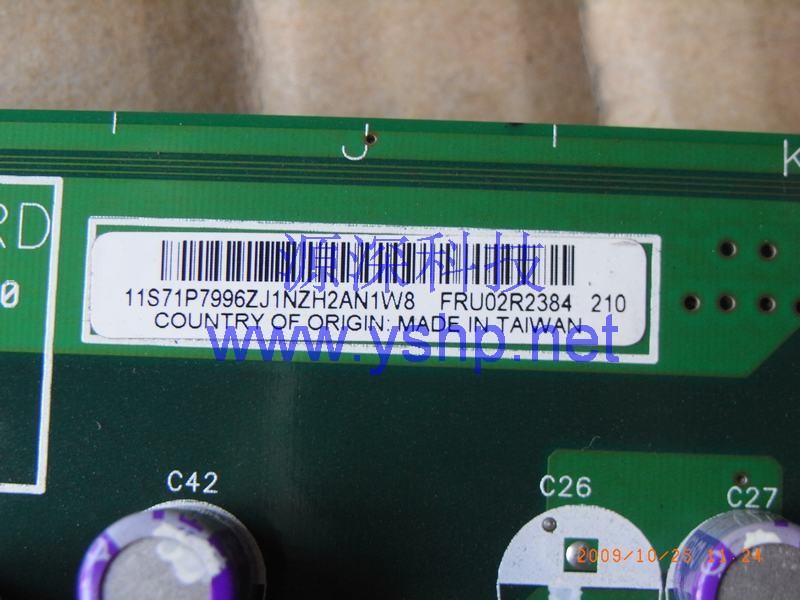 J
K
RD
0
源深科技
11S71P7996ZJ1NZH2AN1W8 FRU02R2384 210
COUNTRY OF ORIGIN: MADE IN TAIWAN
www.yshp.net
C42
C26
C27
2009/10/25 11:24